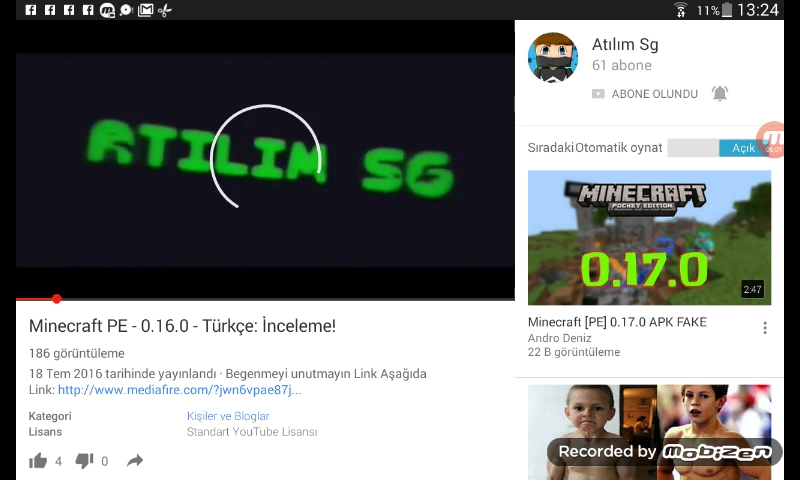 11% 13:24
ATILIM SG
Minecraft PE - 0.16.0 - Türkçe: İnceleme!
186 görüntüleme
18 Tem 2016 tarihinde yayınlandı · Begenmeyi unutmayın Link Aşağıda
Link: http://www.mediafire.com/?jwn6vpae87j...
Kategori Kişiler ve Bloglar
Lisans Standart YouTube Lisansı
4 0
Atılım Sg
61 abone
ABONE OLUNDU
Sıradaki Otomatik oynat Açık
06:01
MINECRAFT
POCKET EDITION
0.17.0
2:47
Minecraft [PE] 0.17.0 APK FAKE
Andro Deniz
22 B görüntüleme
Recorded by mobizen